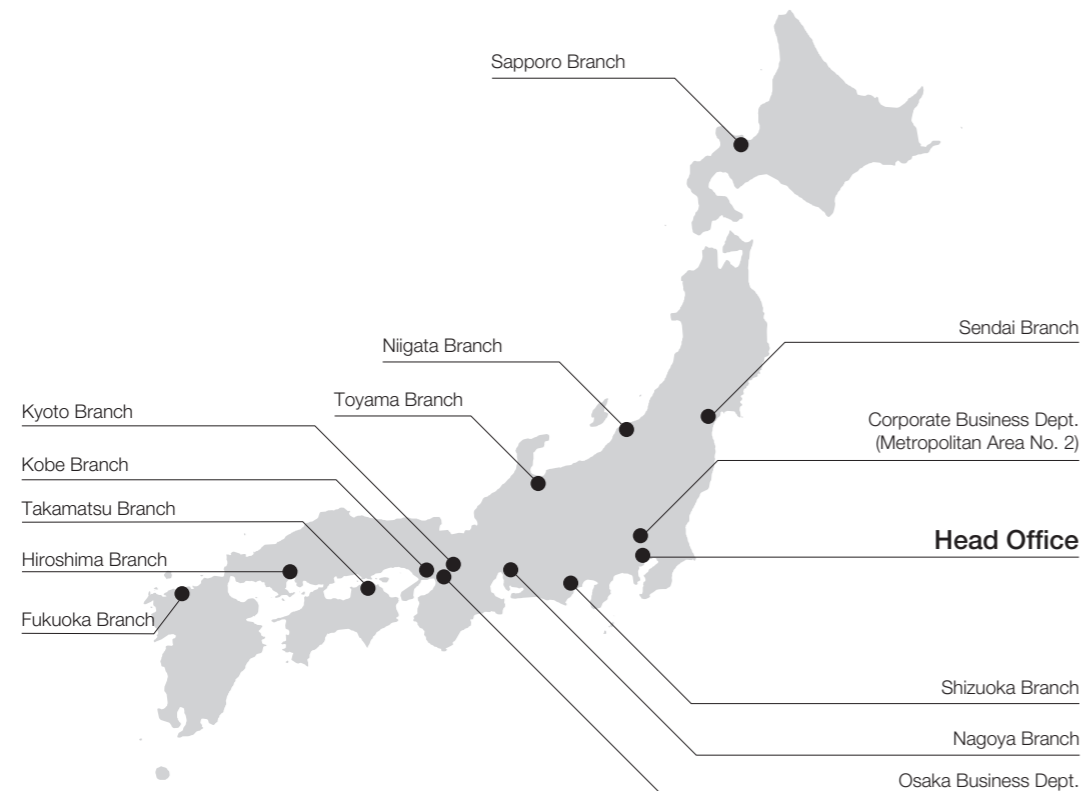 Sapporo Branch
Sendai Branch
Niigata Branch
Toyama Branch
Kyoto Branch
Corporate Business Dept.
(Metropolitan Area No. 2)
Kobe Branch
Takamatsu Branch
Head Office
Hiroshima Branch
Fukuoka Branch
Shizuoka Branch
Nagoya Branch
Osaka Business Dept.